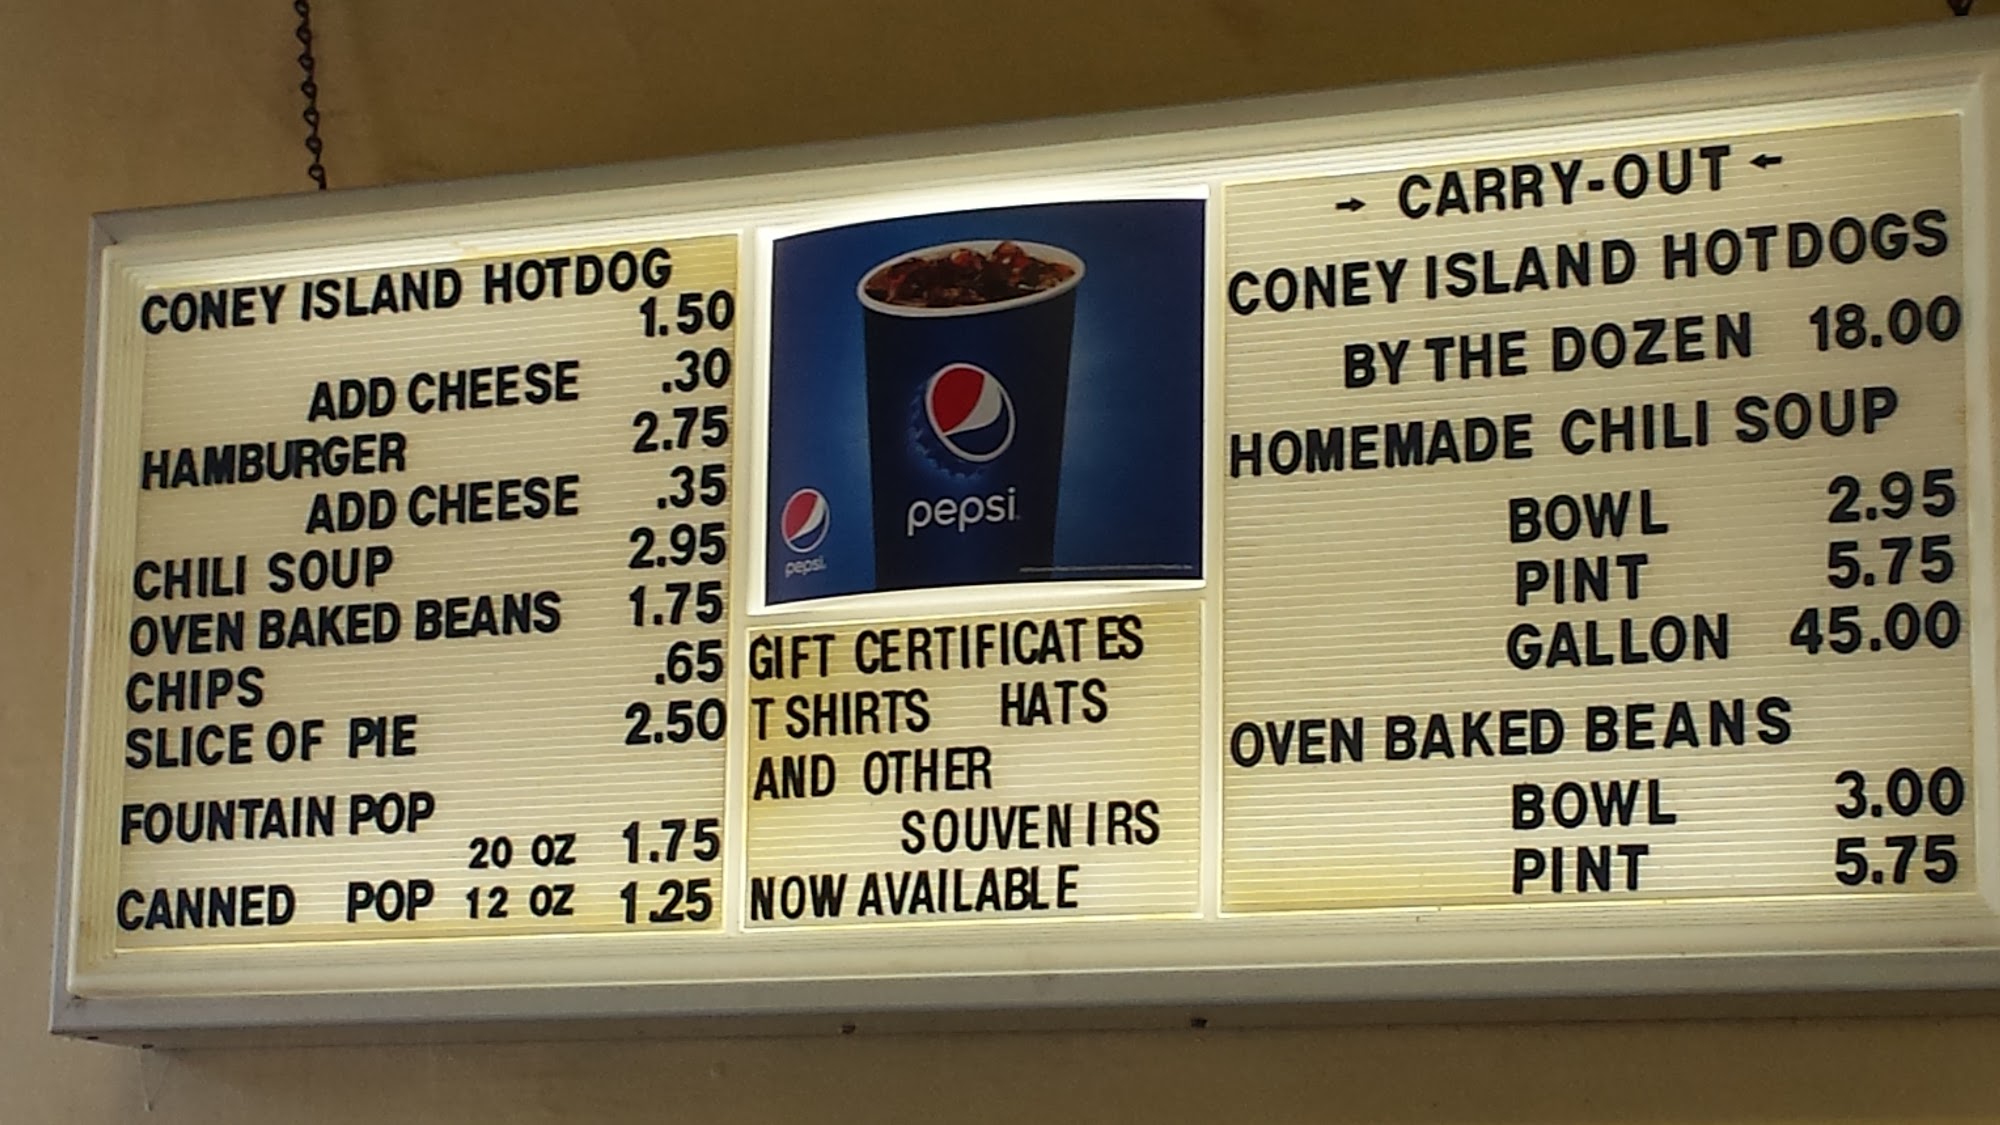 CONEY ISLAND HOTDOG
1.50
ADD CHEESE .30
HAMBURGER 2.75
ADD CHEESE .35
CHILI SOUP 2.95
OVEN BAKED BEANS 1.75
CHIPS .65
SLICE OF PIE 2.50
FOUNTAIN POP
20 OZ 1.75
CANNED POP 12 OZ 1.25
pepsi
pepsi
GIFT CERTIFICATES
T SHIRTS HATS
AND OTHER
SOUVENIRS
NOW AVAILABLE
→ CARRY-OUT ←
CONEY ISLAND HOTDOGS
BY THE DOZEN 18.00
HOMEMADE CHILI SOUP
BOWL 2.95
PINT 5.75
GALLON 45.00
OVEN BAKED BEANS
BOWL 3.00
PINT 5.75